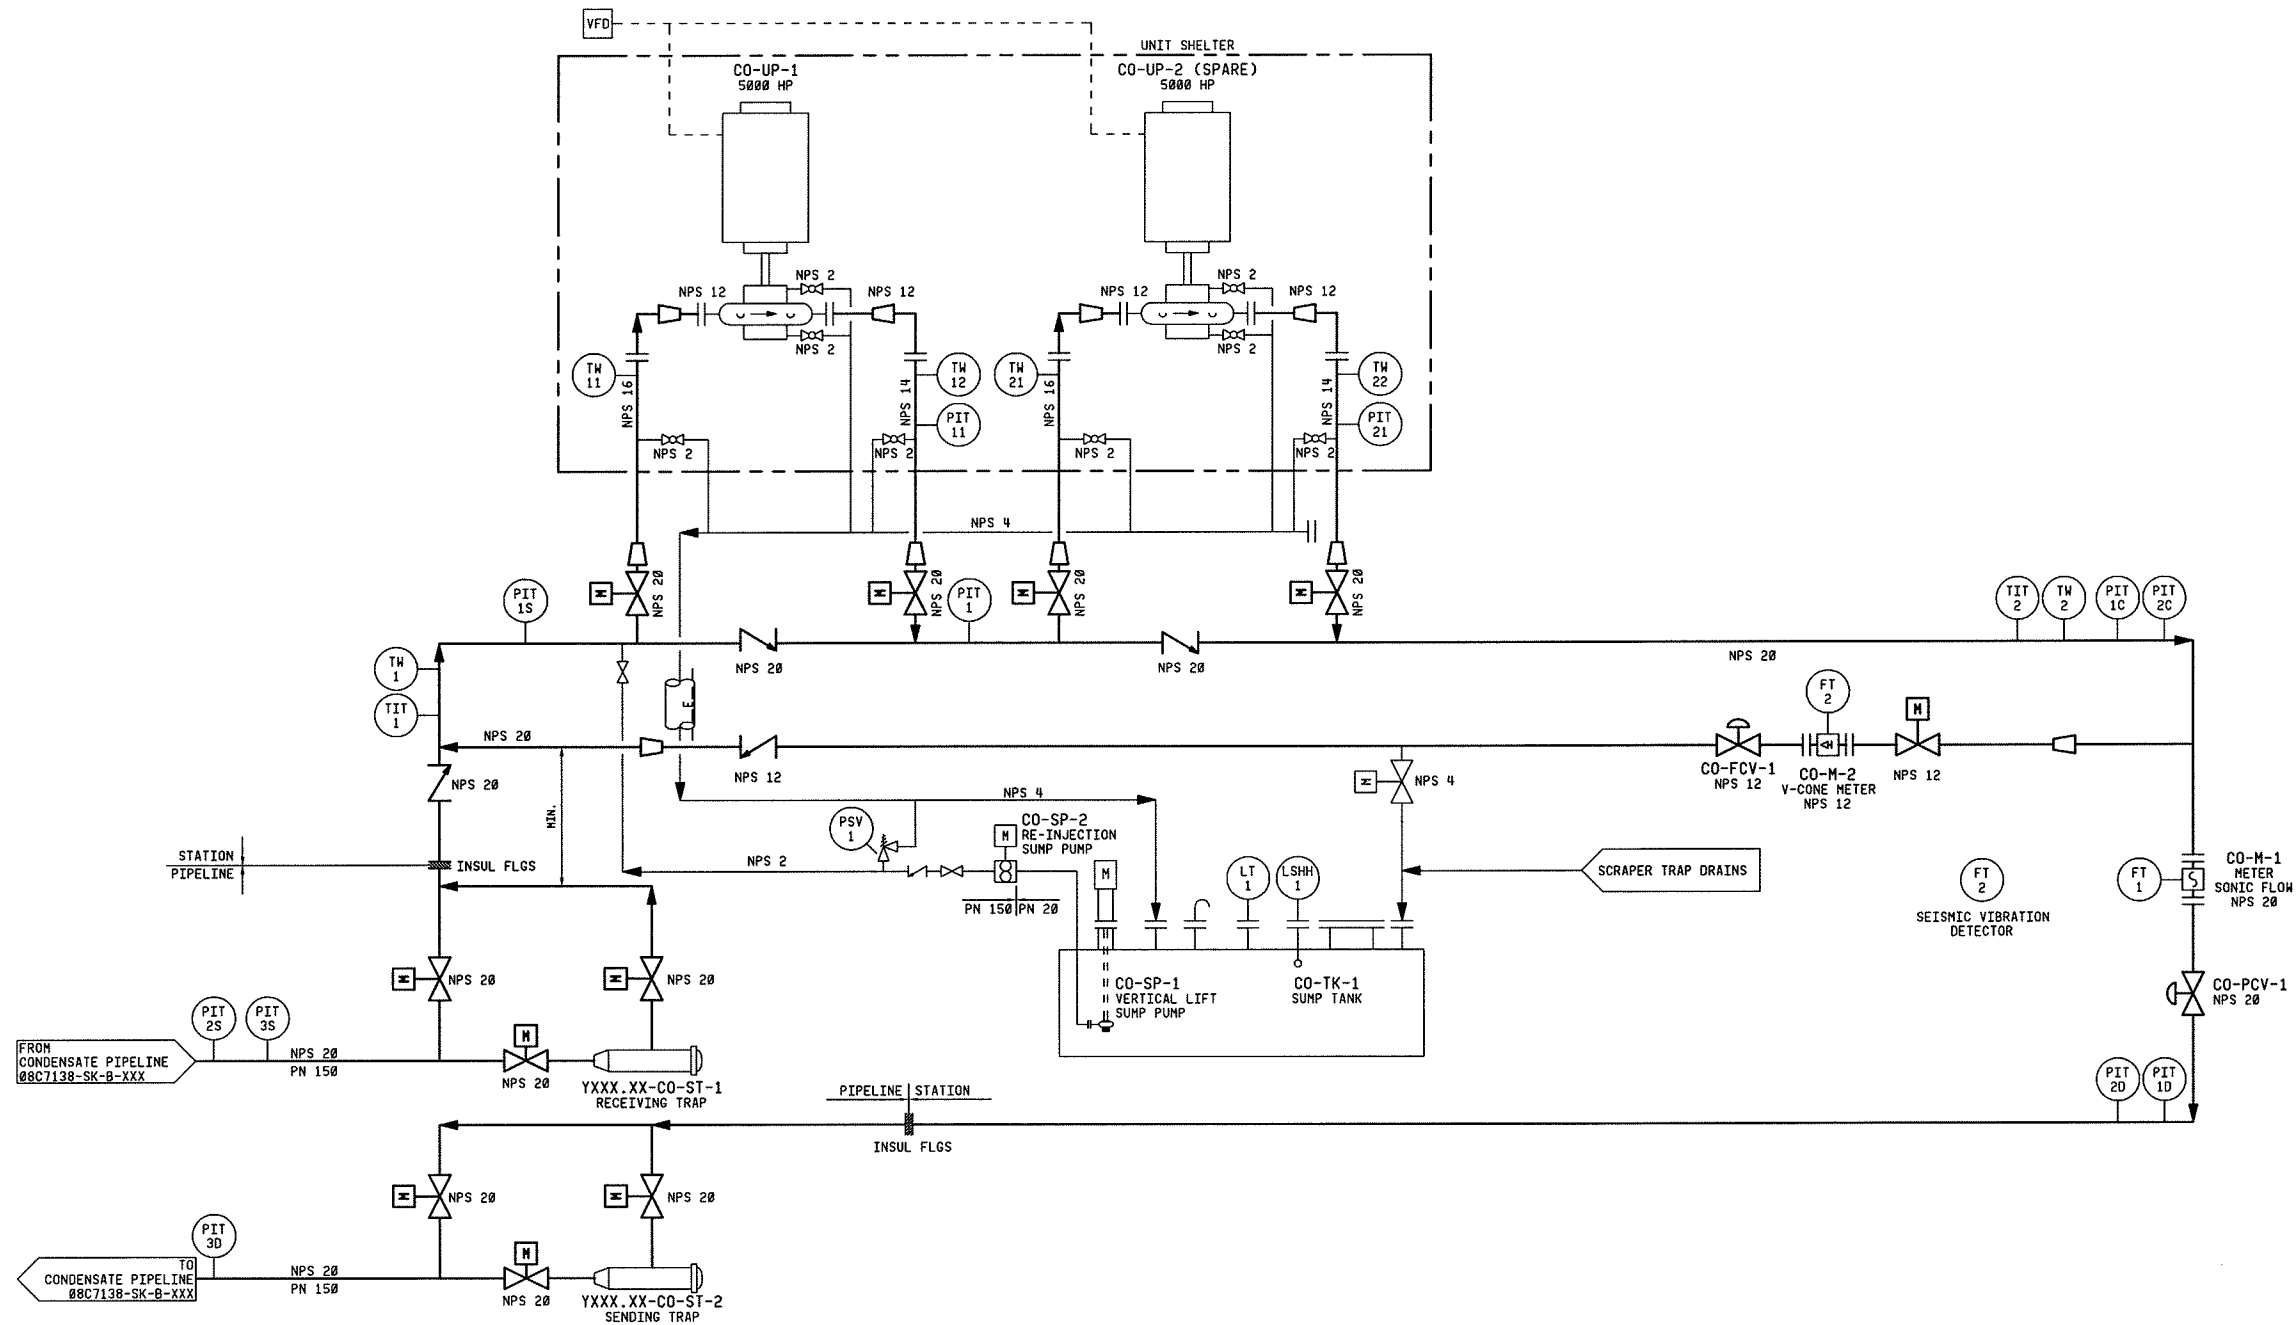 VFD
UNIT SHELTER
CO-UP-1
5000 HP
CO-UP-2 (SPARE)
5000 HP
NPS 2
NPS 2
NPS 12
NPS 12
NPS 12
NPS 12
NPS 2
NPS 2
TW
11
NPS 16
NPS 14
TW
12
TW
21
NPS 16
NPS 14
TW
22
PIT
11
PIT
21
NPS 2
NPS 2
NPS 2
NPS 2
NPS 4
M
NPS 20
M
NPS 20
M
NPS 20
M
NPS 20
PIT
1S
PIT
1
TIT
2
TW
2
PIT
1C
PIT
2C
NPS 20
NPS 20
NPS 20
TW
1
TIT
1
E
FT
2
M
NPS 20
NPS 12
CO-FCV-1
NPS 12
CO-M-2
V-CONE METER
NPS 12
NPS 12
NPS 20
M
NPS 4
NPS 4
MIN.
PSV
1
M
CO-SP-2
RE-INJECTION
SUMP PUMP
STATION
PIPELINE
INSUL FLGS
NPS 2
M
LT
1
LSHH
1
SCRAPER TRAP DRAINS
FT
2
SEISMIC VIBRATION
DETECTOR
FT
1
CO-M-1
METER
SONIC FLOW
NPS 20
PN 150
PN 20
M
NPS 20
M
NPS 20
CO-SP-1
VERTICAL LIFT
SUMP PUMP
CO-TK-1
SUMP TANK
CO-PCV-1
NPS 20
PIT
2S
PIT
3S
M
FROM
CONDENSATE PIPELINE
08C7138-SK-B-XXX
NPS 20
PN 150
NPS 20
YXXX.XX-CO-ST-1
RECEIVING TRAP
PIPELINE
STATION
INSUL FLGS
PIT
2D
PIT
1D
M
NPS 20
M
NPS 20
PIT
3D
M
TO
CONDENSATE PIPELINE
08C7138-SK-B-XXX
NPS 20
PN 150
NPS 20
YXXX.XX-CO-ST-2
SENDING TRAP